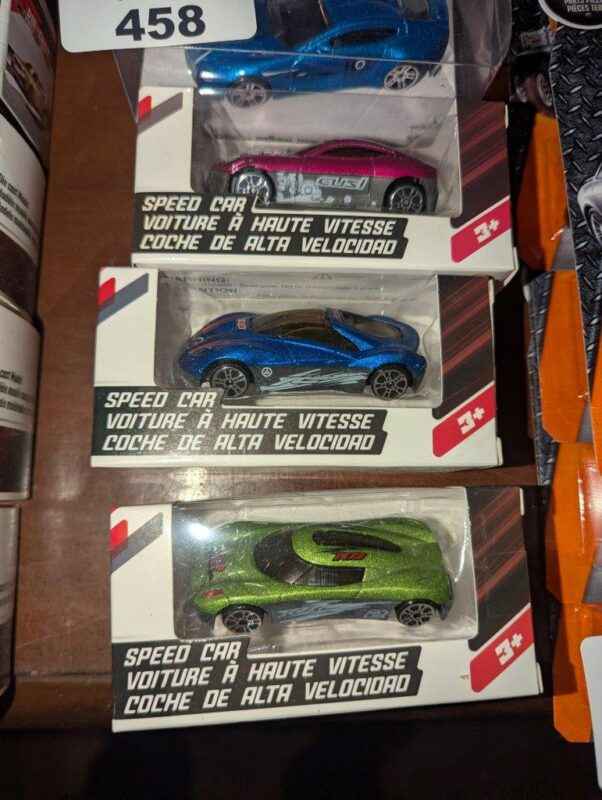 458
SPEED CAR
VOITURE À HAUTE VITESSE
COCHE DE ALTA VELOCIDAD
3+
SPEED CAR
VOITURE À HAUTE VITESSE
COCHE DE ALTA VELOCIDAD
3+
SPEED CAR
VOITURE À HAUTE VITESSE
COCHE DE ALTA VELOCIDAD
3+